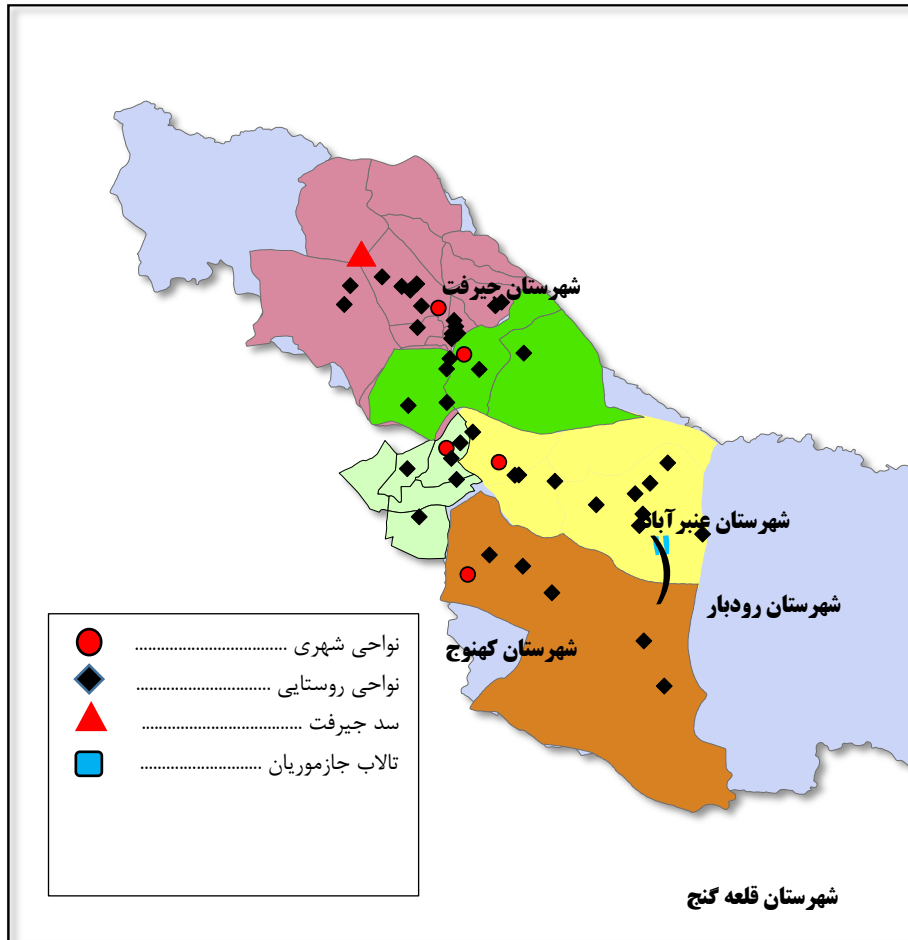 شهرستان جیرفت
شهرستان عنبرآباد
شهرستان رودبار
شهرستان کهنوج
نواحی شهری ................................
نواحی روستایی ............................
سد جیرفت ...................................
تالاب جازموریان ..........................
شهرستان قلعه گنج